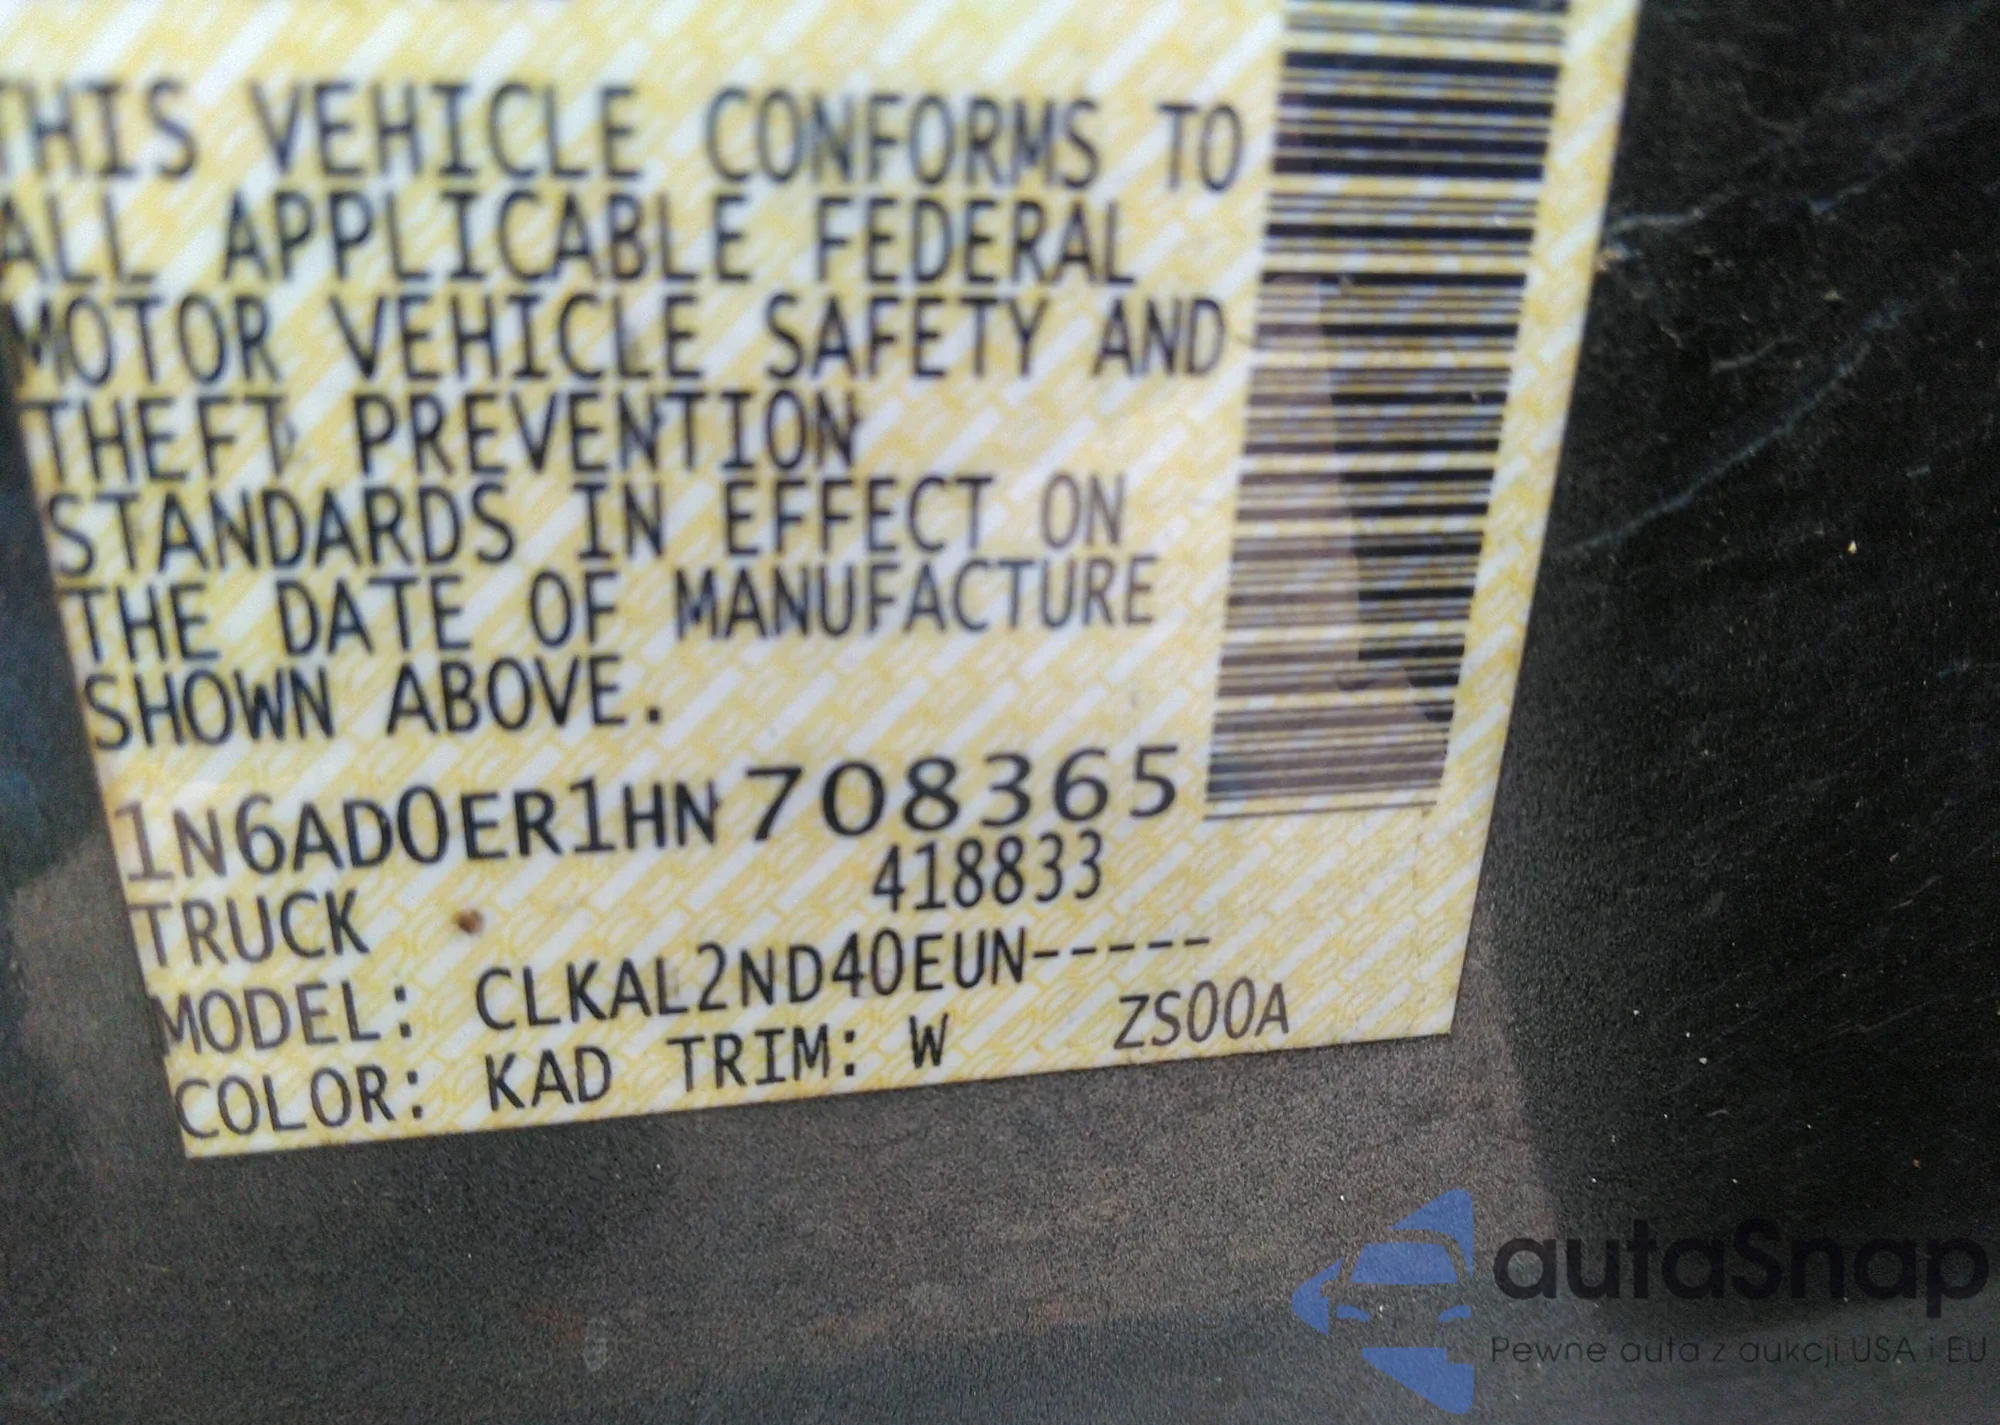 THIS VEHICLE CONFORMS TO
ALL APPLICABLE FEDERAL
MOTOR VEHICLE SAFETY AND
THEFT PREVENTION
STANDARDS IN EFFECT ON
THE DATE OF MANUFACTURE
SHOWN ABOVE.
1N6AD0ER1HN708365
TRUCK 418833
MODEL: CLKAL2ND40EUN-----
COLOR: KAD TRIM: W ZS00A
autaSnap
Pewne auta z aukcji USA i EU